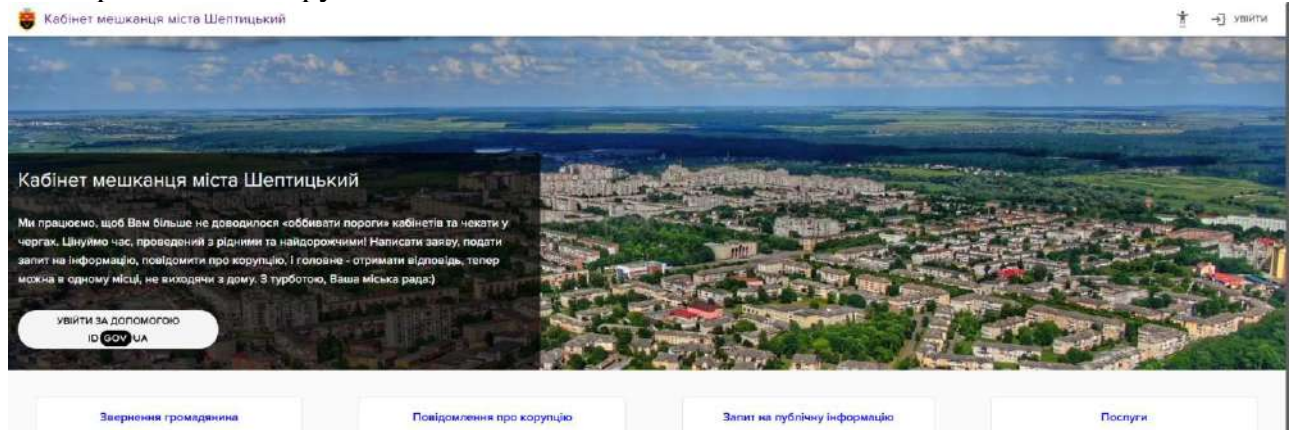 Кабінет мешканця міста Шептицький
УВІЙТИ
Кабінет мешканця міста Шептицький
Ми працюємо, щоб Вам більше не доводилося «оббивати пороги» кабінетів та чекати у
чергах. Цінуймо час, проведений з рідними та найдорожчими! Написати заяву, подати
запит на інформацію, повідомити про корупцію, і головне - отримати відповідь, тепер
можна в одному місці, не виходячи з дому. З турботою, Ваша міська рада:)
УВІЙТИ ЗА ДОПОМОГОЮ
ID GOV UA
Звернення громадянина
Повідомлення про корупцію
Запит на публічну інформацію
Послуги